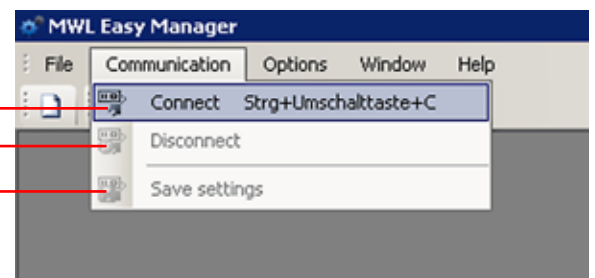 MWL Easy Manager
File Communication Options Window Help
Connect Strg+Umschalttaste+C
Disconnect
Save settings